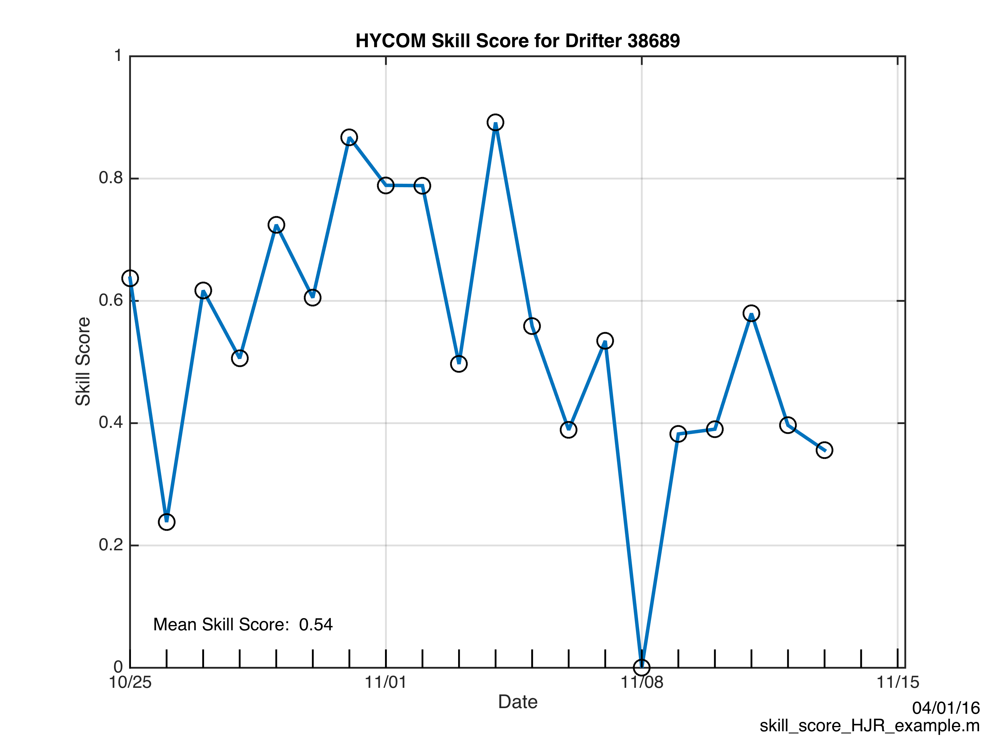 HYCOM Skill Score for Drifter 38689
1
0.8
0.6
0.4
0.2
0
Skill Score
Mean Skill Score:  0.54
10/25 11/01 11/08 11/15
Date
04/01/16
skill_score_HJR_example.m